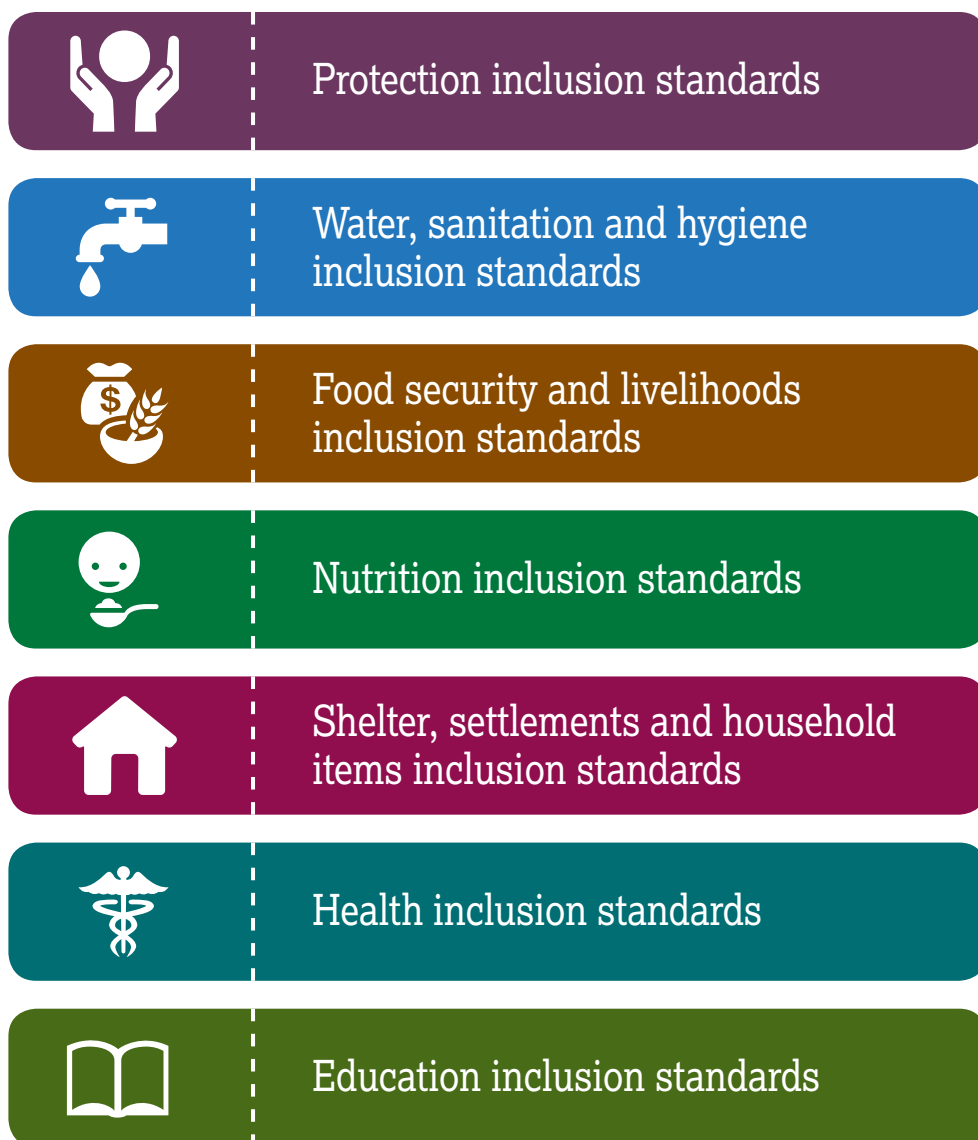 Protection inclusion standards
Water, sanitation and hygiene
inclusion standards
$
Food security and livelihoods
inclusion standards
Nutrition inclusion standards
Shelter, settlements and household
items inclusion standards
Health inclusion standards
Education inclusion standards